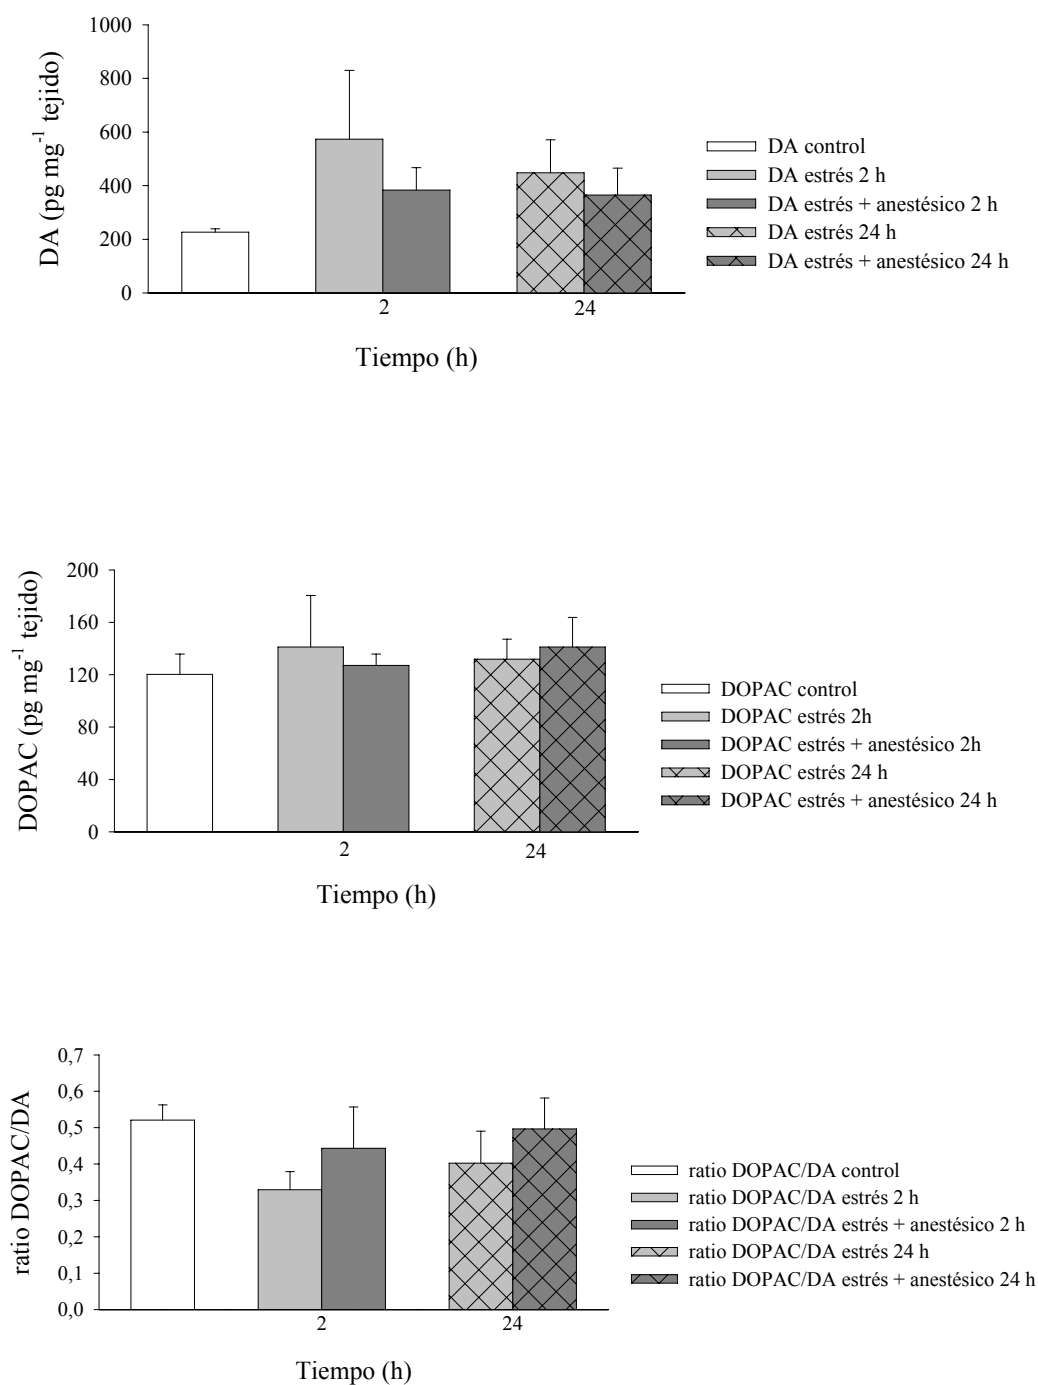 1000
800
600
400
200
0
DA (pg mg-1 tejido)
2
24
Tiempo (h)
DA control
DA estrés 2 h
DA estrés + anestésico 2 h
DA estrés 24 h
DA estrés + anestésico 24 h
200
160
120
80
40
0
DOPAC (pg mg-1 tejido)
2
24
Tiempo (h)
DOPAC control
DOPAC estrés 2h
DOPAC estrés + anestésico 2h
DOPAC estrés 24 h
DOPAC estrés + anestésico 24 h
0,7
0,6
0,5
0,4
0,3
0,2
0,1
0,0
ratio DOPAC/DA
2
24
Tiempo (h)
ratio DOPAC/DA control
ratio DOPAC/DA estrés 2 h
ratio DOPAC/DA estrés + anestésico 2 h
ratio DOPAC/DA estrés 24 h
ratio DOPAC/DA estrés + anestésico 24 h